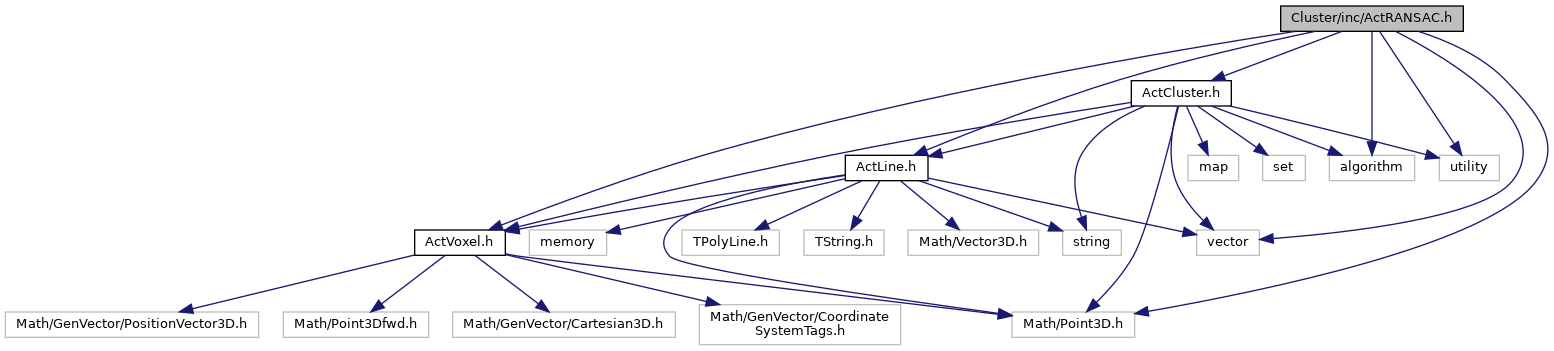 Cluster/inc/ActRANSAC.h
ActCluster.h
ActLine.h
map
set
algorithm
utility
ActVoxel.h
memory
TPolyLine.h
TString.h
Math/Vector3D.h
string
vector
Math/GenVector/PositionVector3D.h
Math/Point3Dfwd.h
Math/GenVector/Cartesian3D.h
Math/GenVector/Coordinate
SystemTags.h
Math/Point3D.h